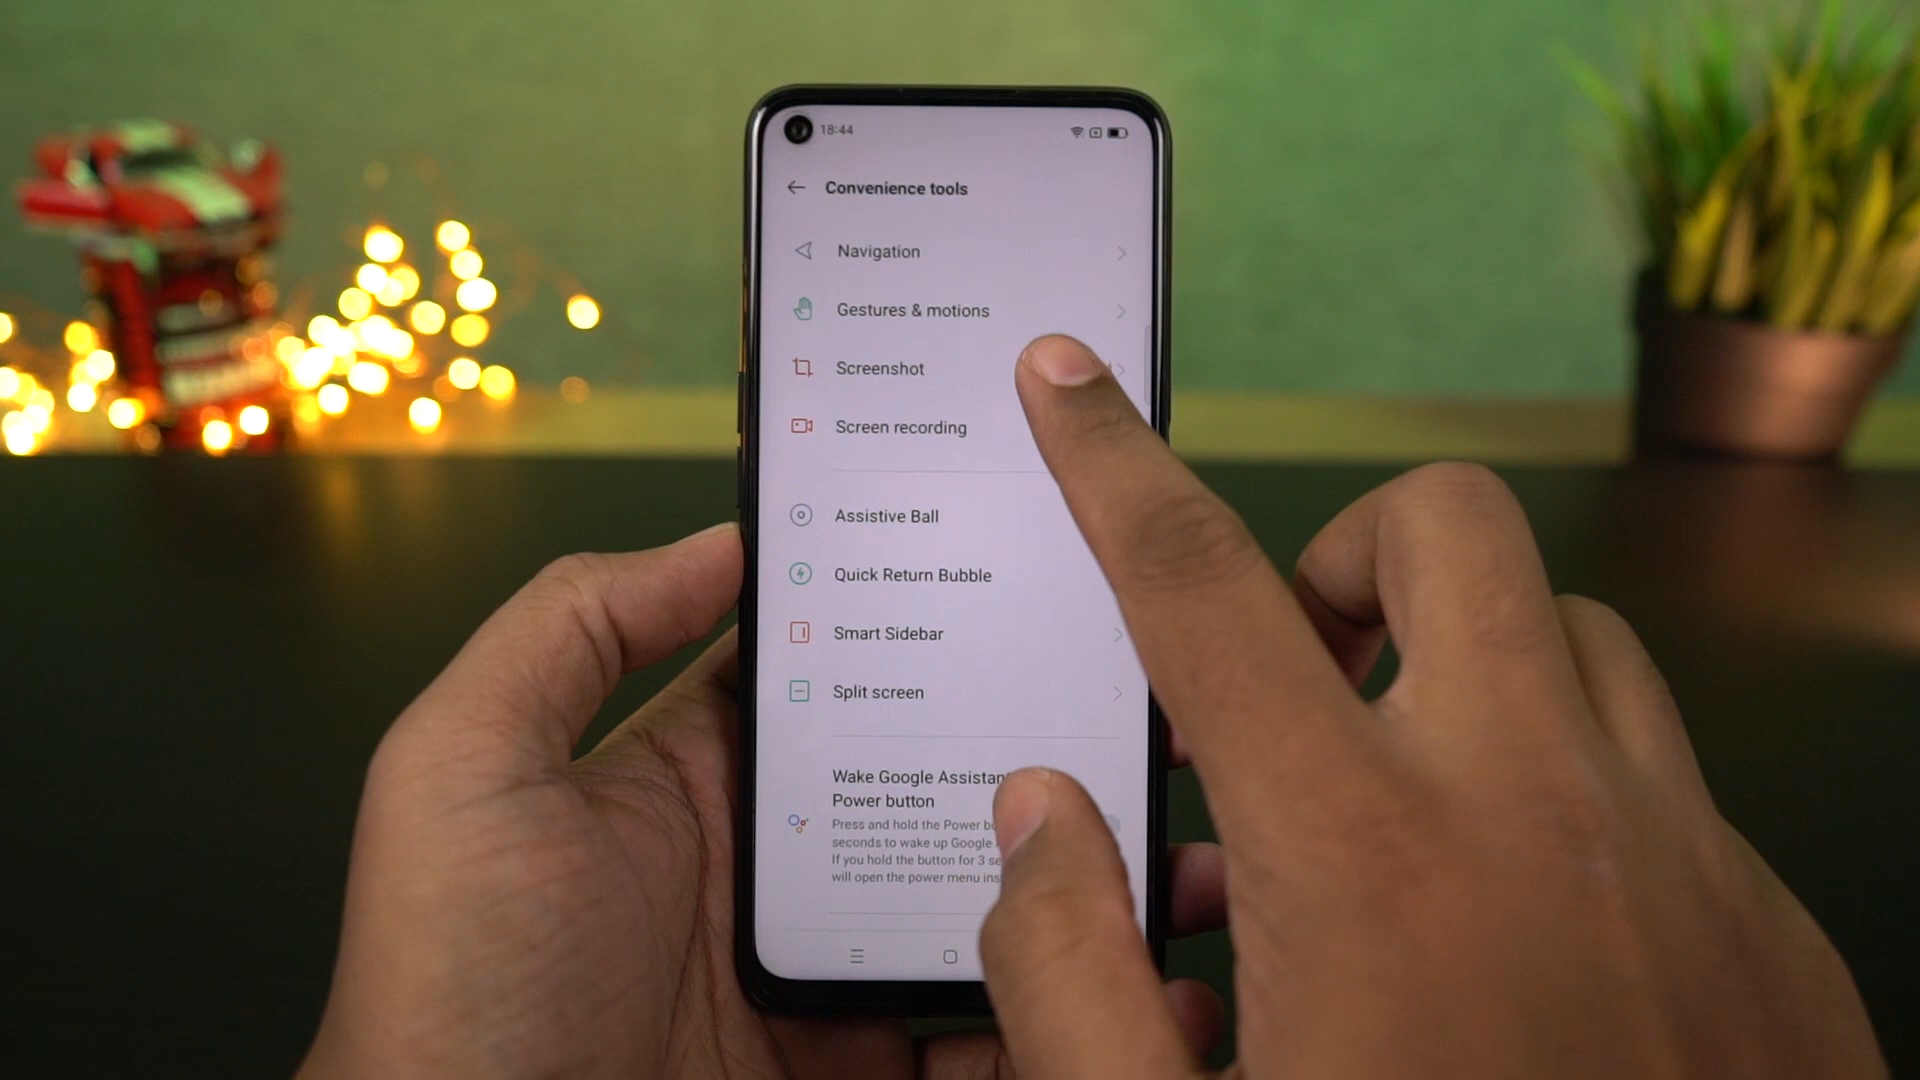 18:44
Convenience tools
Navigation
Gestures & motions
Screenshot
Screen recording
Assistive Ball
Quick Return Bubble
Smart Sidebar
Split screen
Wake Google Assistan
Power button
Press and hold the Power bu
seconds to wake up Google
If you hold the button for 3 se
will open the power menu ins